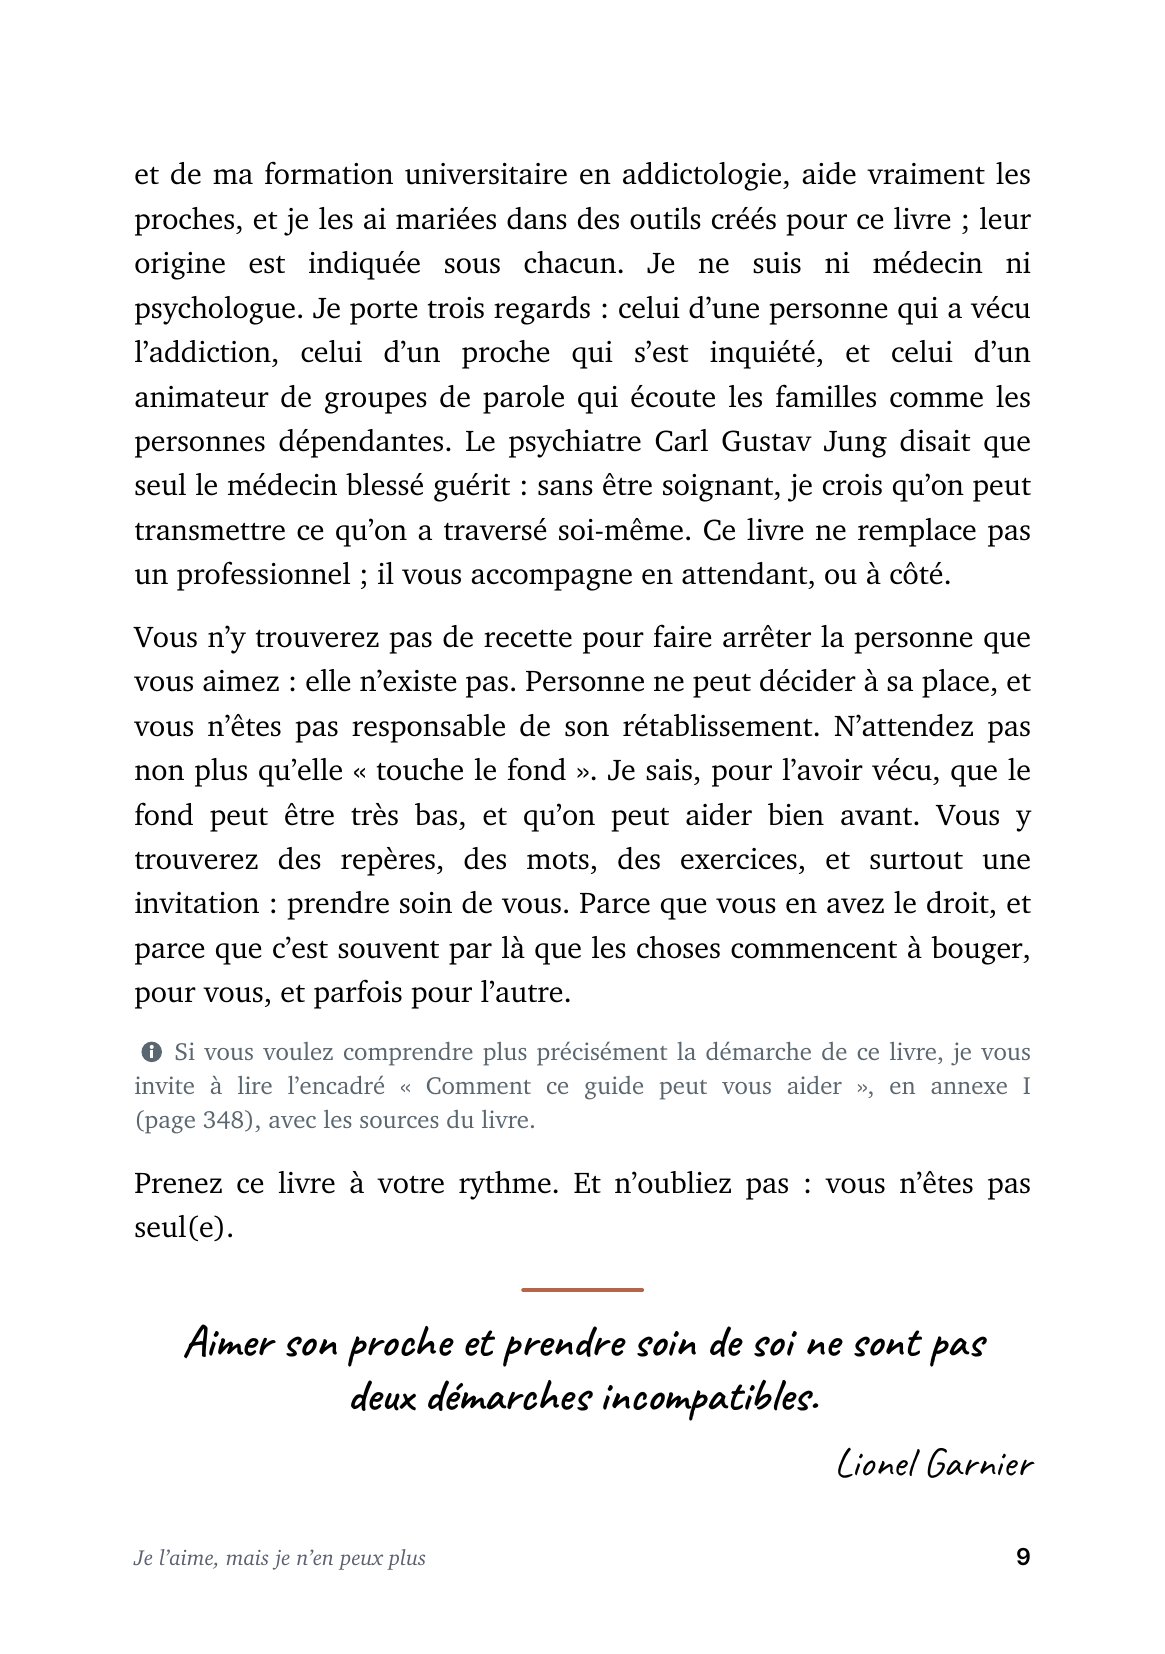 et de ma formation universitaire en addictologie, aide vraiment les
proches, et je les ai mariées dans des outils créés pour ce livre ; leur
origine est indiquée sous chacun. Je ne suis ni médecin ni
psychologue. Je porte trois regards : celui d’une personne qui a vécu
l’addiction, celui d’un proche qui s’est inquiété, et celui d’un
animateur de groupes de parole qui écoute les familles comme les
personnes dépendantes. Le psychiatre Carl Gustav Jung disait que
seul le médecin blessé guérit : sans être soignant, je crois qu’on peut
transmettre ce qu’on a traversé soi-même. Ce livre ne remplace pas
un professionnel ; il vous accompagne en attendant, ou à côté.
Vous n’y trouverez pas de recette pour faire arrêter la personne que
vous aimez : elle n’existe pas. Personne ne peut décider à sa place, et
vous n’êtes pas responsable de son rétablissement. N’attendez pas
non plus qu’elle « touche le fond ». Je sais, pour l’avoir vécu, que le
fond peut être très bas, et qu’on peut aider bien avant. Vous y
trouverez des repères, des mots, des exercices, et surtout une
invitation : prendre soin de vous. Parce que vous en avez le droit, et
parce que c’est souvent par là que les choses commencent à bouger,
pour vous, et parfois pour l’autre.
Si vous voulez comprendre plus précisément la démarche de ce livre, je vous
invite à lire l’encadré « Comment ce guide peut vous aider », en annexe I
(page 348), avec les sources du livre.
Prenez ce livre à votre rythme. Et n’oubliez pas : vous n’êtes pas
seul(e).
Aimer son proche et prendre soin de soi ne sont pas
deux démarches incompatibles.
Lionel Garnier
Je l’aime, mais je n’en peux plus
9